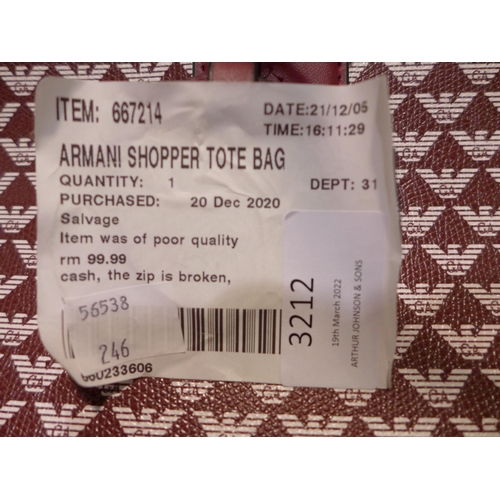 ITEM: 667214
DATE:21/12/05
TIME:16:11:29
ARMANI SHOPPER TOTE BAG
QUANTITY: 1
DEPT: 31
PURCHASED: 20 Dec 2020
Salvage
Item was of poor quality
rm 99.99
cash, the zip is broken,
56538
246
3212
19th March 2022
ARTHUR JOHNSON & SONS